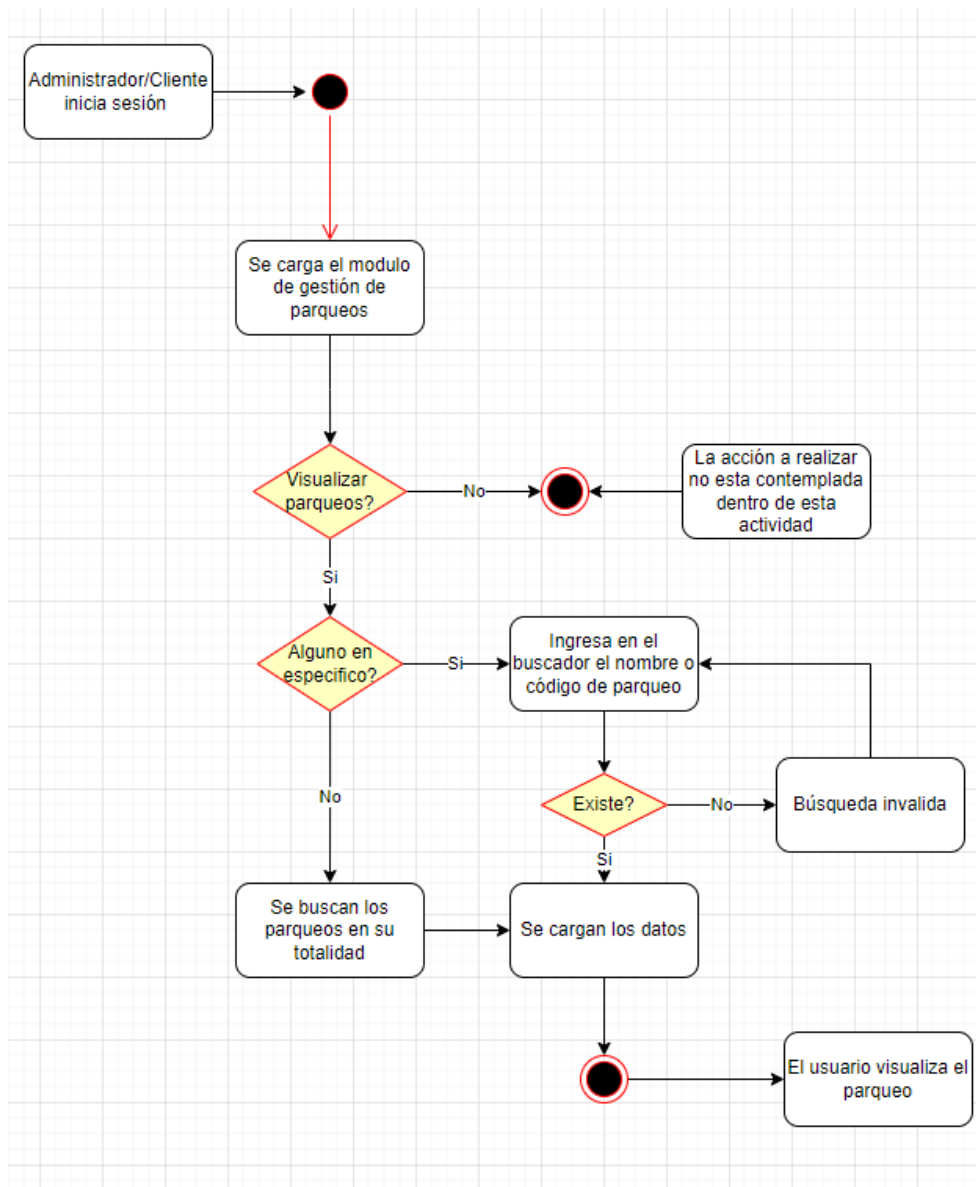 Administrador/Cliente
inicia sesión
Se carga el modulo
de gestión de
parqueos
Visualizar
parqueos?
No
La acción a realizar
no esta contemplada
dentro de esta
actividad
Si
Alguno en
especifico?
Si
Ingresa en el
buscador el nombre o
código de parqueo
No
Existe?
No
Búsqueda invalida
Si
Se buscan los
parqueos en su
totalidad
Se cargan los datos
El usuario visualiza el
parqueo